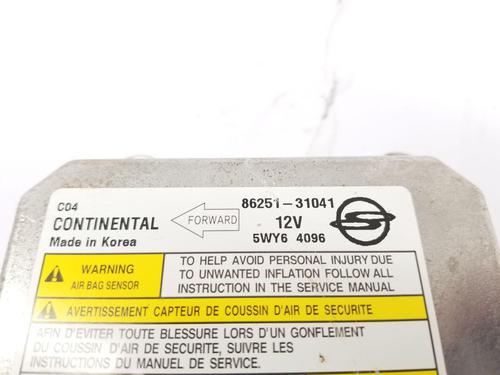 C04
CONTINENTAL
Made in Korea
FORWARD
86251-31041
12V
5WY6 4096
WARNING
AIR BAG SENSOR
TO HELP AVOID PERSONAL INJURY DUE
TO UNWANTED INFLATION FOLLOW ALL
INSTRUCTION IN THE SERVICE MANUAL
AVERTISSEMENT CAPTEUR DE COUSSIN D'AIR DE SECURITE
AFIN D'EVITER TOUTE BLESSURE LORS D'UN GONFLEMENT
DU COUSSIN D'AIR DE SECURITE, SUIVRE LES
INSTRUCTIONS DU MANUEL DE SERVICE.